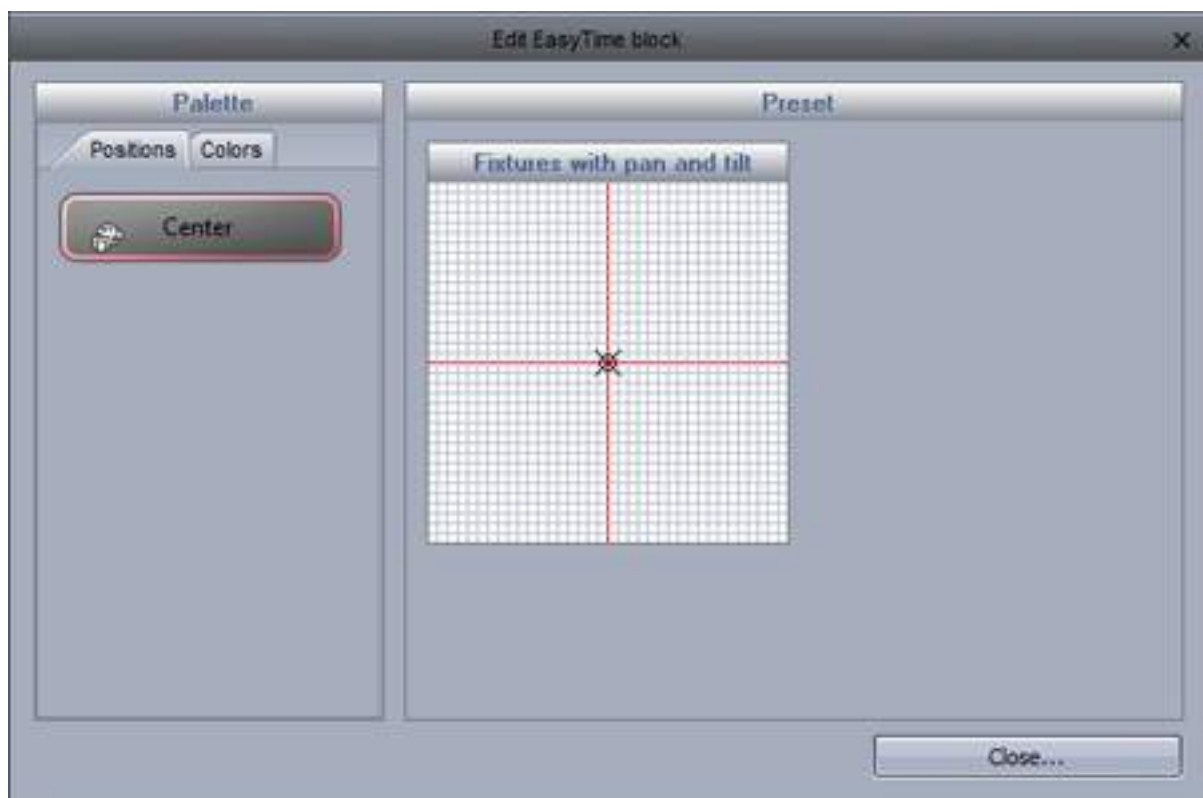 Edit EasyTime block
Palette
Preset
Positions Colors
Fixtures with pan and tilt
Center
Close...